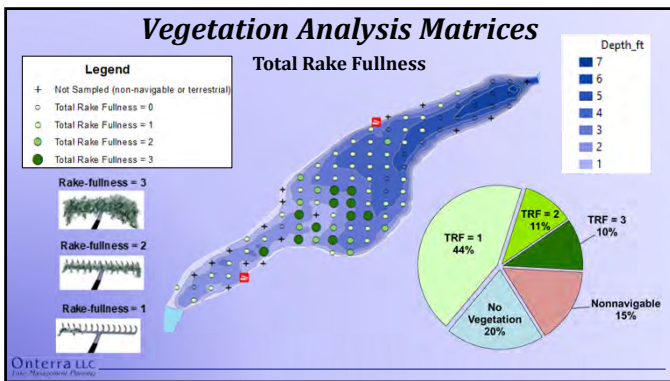 Vegetation Analysis Matrices
Total Rake Fullness
Legend
Not Sampled (non-navigable or terrestrial)
Total Rake Fullness = 0
Total Rake Fullness = 1
Total Rake Fullness = 2
Total Rake Fullness = 3
Depth_ft
7
6
5
4
3
2
1
Rake-fullness = 3
Rake-fullness = 2
Rake-fullness = 1
TRF = 1
44%
TRF = 2
11%
TRF = 3
10%
Nonnavigable
15%
No
Vegetation
20%
Onterra LLC
Lake Management Planning